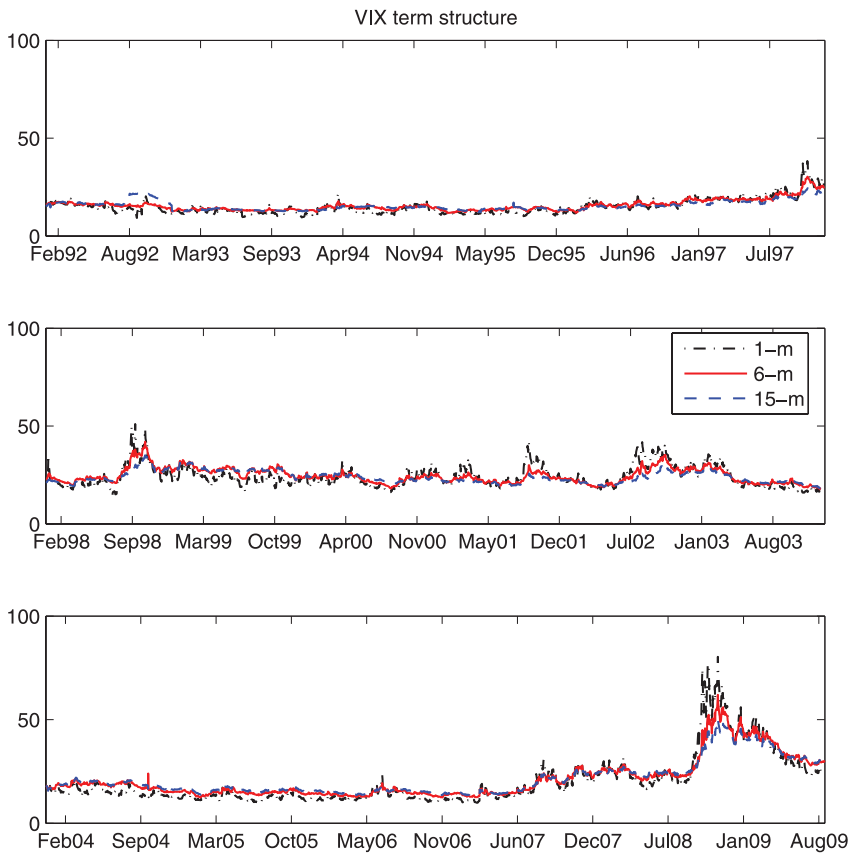 VIX term structure
100
50
0
Feb92 Aug92 Mar93 Sep93 Apr94 Nov94 May95 Dec95 Jun96 Jan97 Jul97
100
50
0
1−m
6−m
15−m
Feb98 Sep98 Mar99 Oct99 Apr00 Nov00 May01 Dec01 Jul02 Jan03 Aug03
100
50
0
Feb04 Sep04 Mar05 Oct05 May06 Nov06 Jun07 Dec07 Jul08 Jan09 Aug09